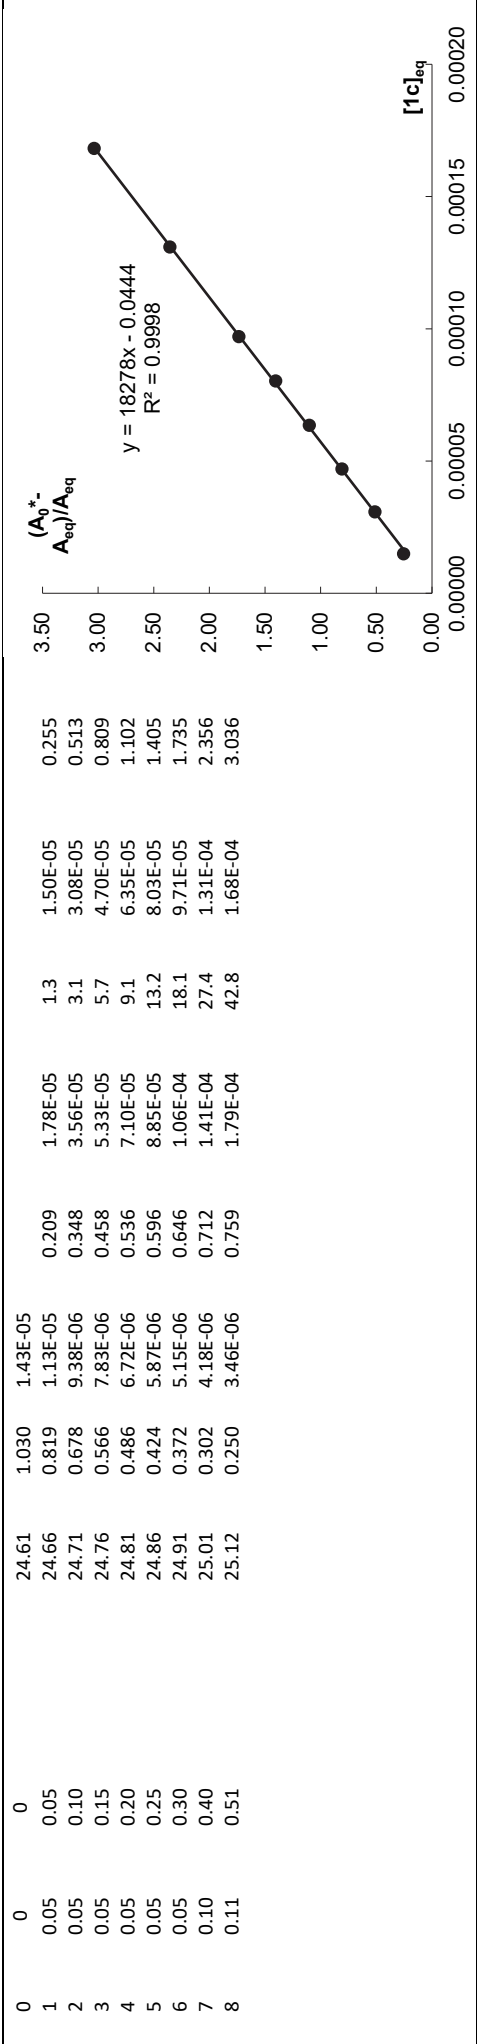 0 0 0 24.61 1.030 1.43E-05
1 0.05 0.05 24.66 0.819 1.13E-05 0.209 1.78E-05 1.3 1.50E-05 0.255
2 0.05 0.10 24.71 0.678 9.38E-06 0.348 3.56E-05 3.1 3.08E-05 0.513
3 0.05 0.15 24.76 0.566 7.83E-06 0.458 5.33E-05 5.7 4.70E-05 0.809
4 0.05 0.20 24.81 0.486 6.72E-06 0.536 7.10E-05 9.1 6.35E-05 1.102
5 0.05 0.25 24.86 0.424 5.87E-06 0.596 8.85E-05 13.2 8.03E-05 1.405
6 0.05 0.30 24.91 0.372 5.15E-06 0.646 1.06E-04 18.1 9.71E-05 1.735
7 0.10 0.40 25.01 0.302 4.18E-06 0.712 1.41E-04 27.4 1.31E-04 2.356
8 0.11 0.51 25.12 0.250 3.46E-06 0.759 1.79E-04 42.8 1.68E-04 3.036
(A₀*-
A_eq)/A_eq
3.50
3.00
2.50
2.00
1.50
1.00
0.50
0.00
y = 18278x - 0.0444
R² = 0.9998
[1c]_eq
0.00000 0.00005 0.00010 0.00015 0.00020